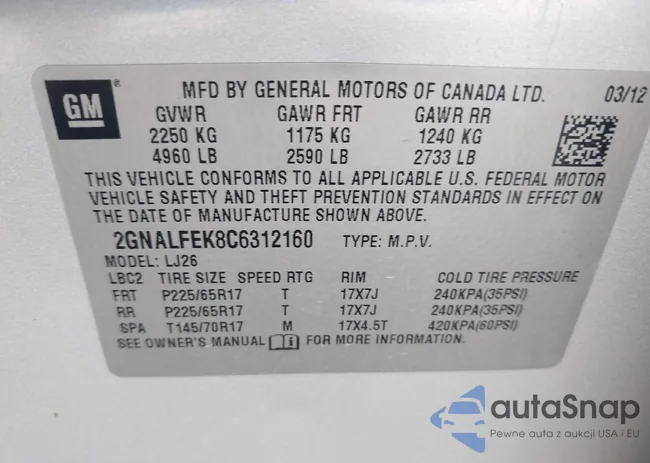 GM
MFD BY GENERAL MOTORS OF CANADA LTD. 03/12
GVWR GAWR FRT GAWR RR
2250 KG 1175 KG 1240 KG
4960 LB 2590 LB 2733 LB
THIS VEHICLE CONFORMS TO ALL APPLICABLE U.S. FEDERAL MOTOR
VEHICLE SAFETY AND THEFT PREVENTION STANDARDS IN EFFECT ON
THE DATE OF MANUFACTURE SHOWN ABOVE.
2GNALFEK8C6312160 TYPE: M.P.V.
MODEL: LJ26
LBC2 TIRE SIZE SPEED RTG RIM COLD TIRE PRESSURE
FRT P225/65R17 T 17X7J 240KPA(35PSI)
RR P225/65R17 T 17X7J 240KPA(35PSI)
SPA T145/70R17 M 17X4.5T 420KPA(60PSI)
SEE OWNER'S MANUAL FOR MORE INFORMATION.
autaSnap
Pewne auta z aukcji USA i EU